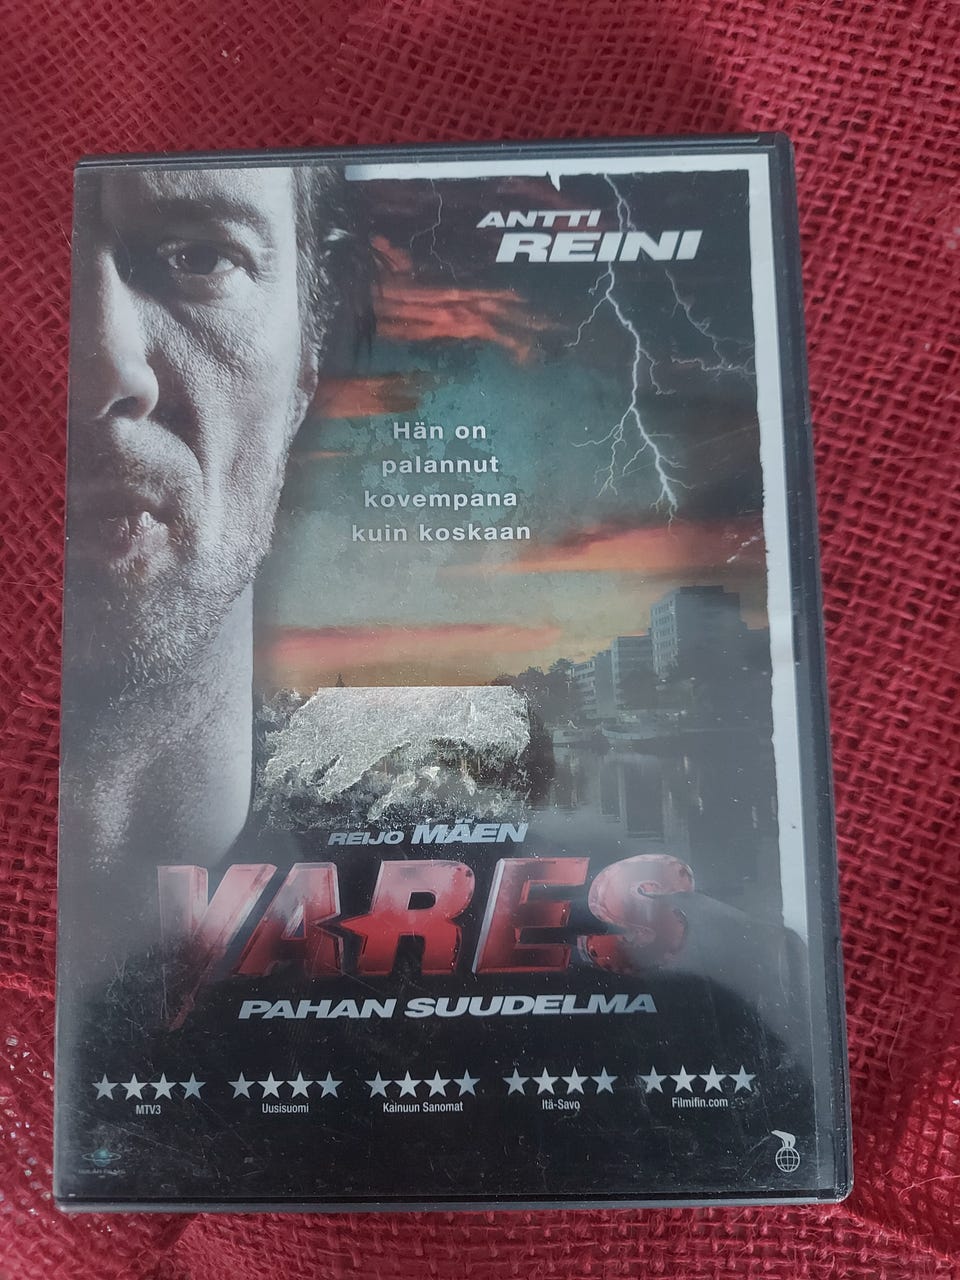 ANTTI
REINI
Hän on
palannut
kovempana
kuin koskaan
REIJO MÄEN
VARES
PAHAN SUUDELMA
MTV3 Uusisuomi Kainuun Sanomat Itä-Savo Filmifin.com